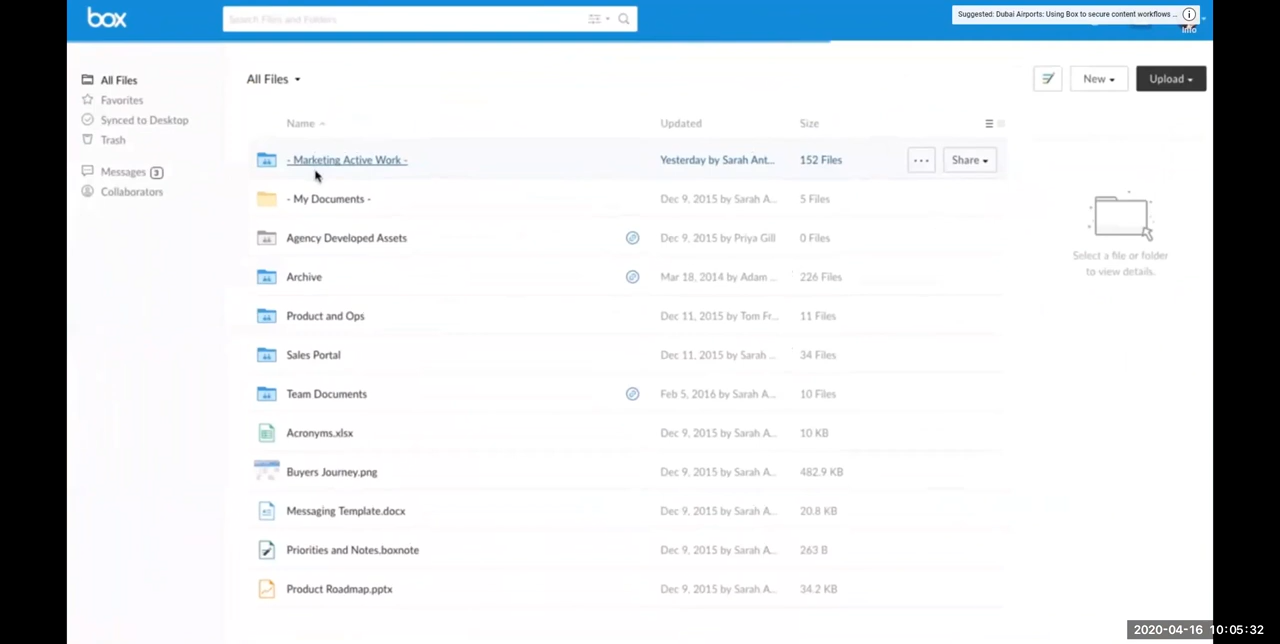 box
Search Files and Folders
Suggested: Dubai Airports: Using Box to secure content workflows ...
Info
All Files
Favorites
Synced to Desktop
Trash
Messages 3
Collaborators
All Files
New
Upload
Name Updated Size
- Marketing Active Work - Yesterday by Sarah Ant... 152 Files ... Share
- My Documents - Dec 9, 2015 by Sarah A... 5 Files
Agency Developed Assets Dec 9, 2015 by Priya Gill 0 Files
Archive Mar 18, 2014 by Adam ... 226 Files
Product and Ops Dec 11, 2015 by Tom Fr... 11 Files
Sales Portal Dec 11, 2015 by Sarah ... 34 Files
Team Documents Feb 5, 2016 by Sarah A... 10 Files
Acronyms.xlsx Dec 9, 2015 by Sarah A... 10 KB
Buyers Journey.png Dec 9, 2015 by Sarah A... 482.9 KB
Messaging Template.docx Dec 9, 2015 by Sarah A... 20.8 KB
Priorities and Notes.boxnote Dec 9, 2015 by Sarah A... 263 B
Product Roadmap.pptx Dec 9, 2015 by Sarah A... 34.2 KB
Select a file or folder
to view details.
2020-04-16 10:05:32